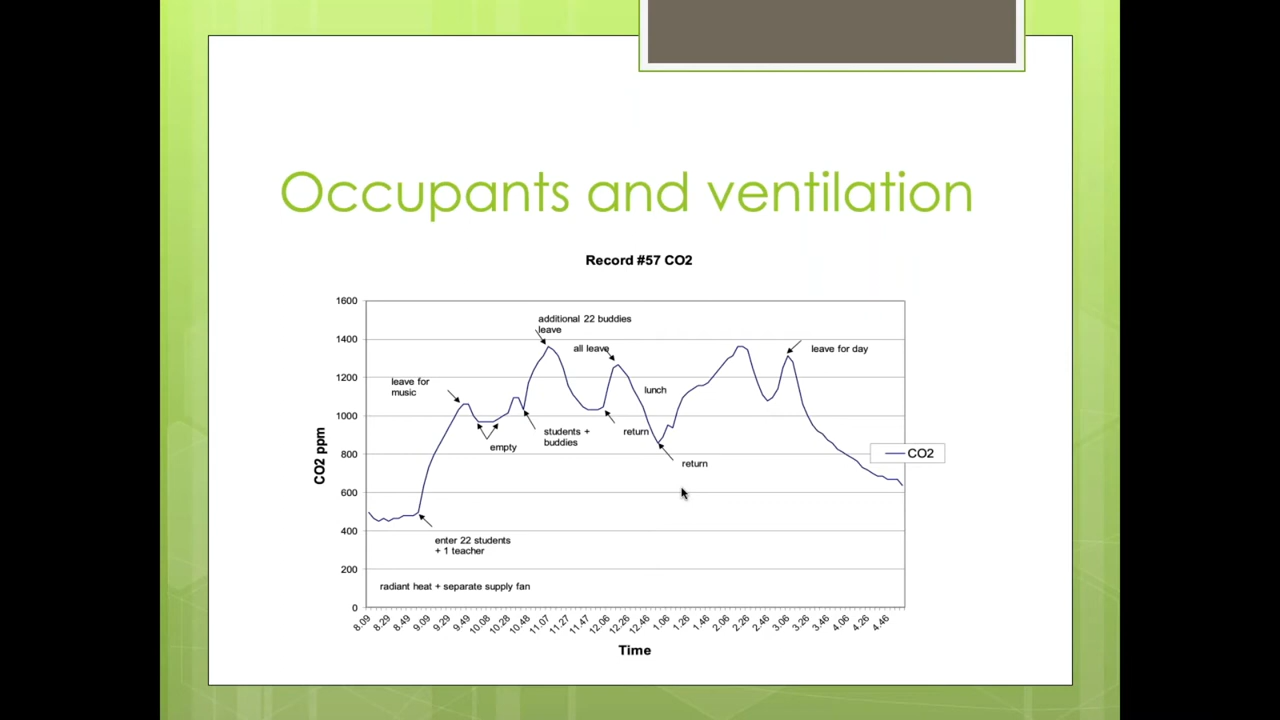 Occupants and ventilation
Record #57 CO2
1600
1400
1200
1000
800
600
400
200
0
CO2 ppm
additional 22 buddies
leave
all leave
leave for day
leave for
music
lunch
students +
buddies
return
empty
return
enter 22 students
+ 1 teacher
radiant heat + separate supply fan
CO2
8.09
8.29
8.49
9.09
9.29
9.49
10.08
10.28
10.48
11.07
11.27
11.47
12.06
12.26
12.46
1.06
1.26
1.46
2.06
2.26
2.46
3.06
3.26
3.46
4.06
4.26
4.46
Time